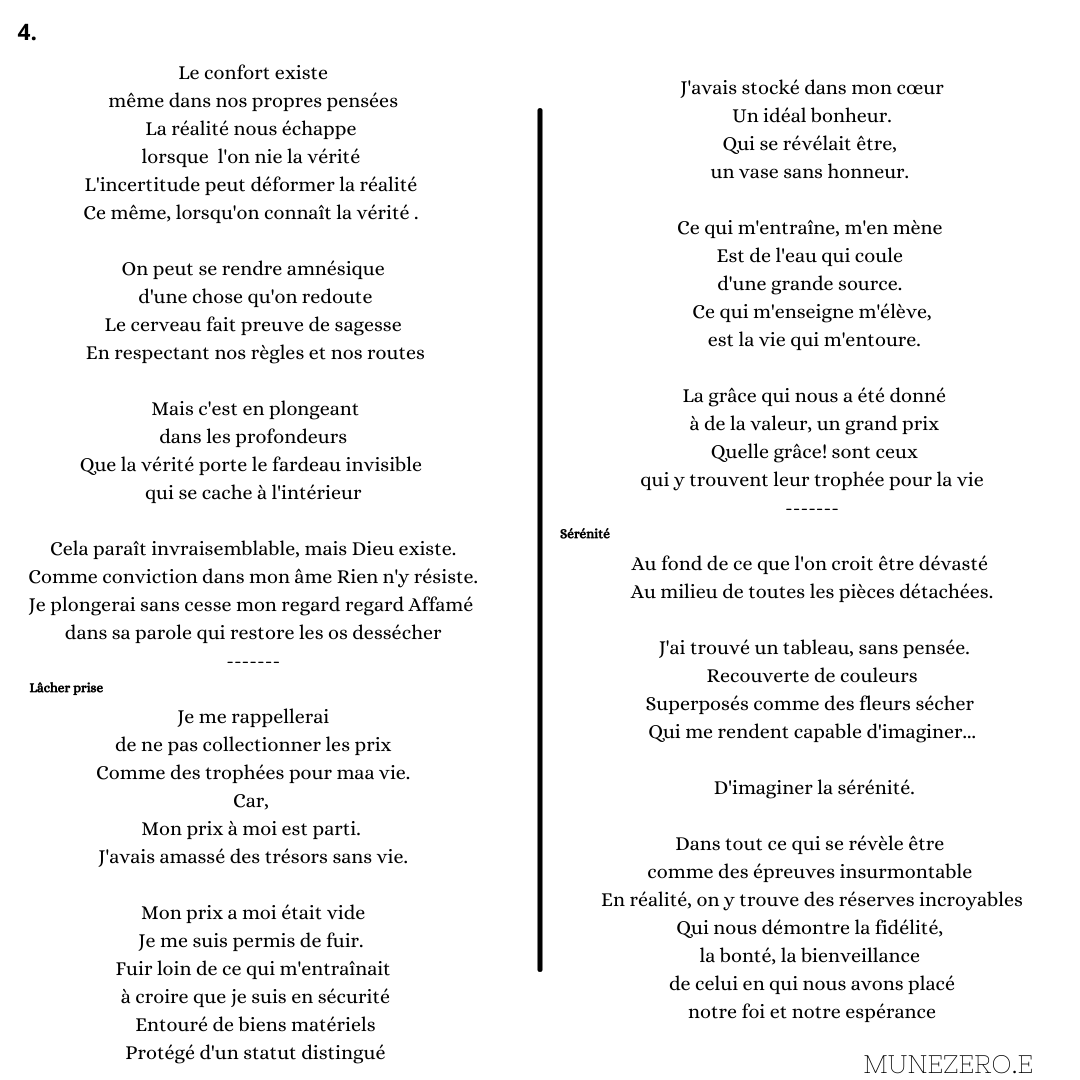 4.
Le confort existe
même dans nos propres pensées
La réalité nous échappe
lorsque  l'on nie la vérité
L'incertitude peut déformer la réalité
Ce même, lorsqu'on connaît la vérité .
On peut se rendre amnésique
d'une chose qu'on redoute
Le cerveau fait preuve de sagesse
En respectant nos règles et nos routes
Mais c'est en plongeant
dans les profondeurs
Que la vérité porte le fardeau invisible
qui se cache à l'intérieur
Cela paraît invraisemblable, mais Dieu existe.
Comme conviction dans mon âme Rien n'y résiste.
Je plongerai sans cesse mon regard regard Affamé
dans sa parole qui restore les os dessécher
-------
Lâcher prise
Je me rappellerai
de ne pas collectionner les prix
Comme des trophées pour maa vie.
Car,
Mon prix à moi est parti.
J'avais amassé des trésors sans vie.
Mon prix a moi était vide
Je me suis permis de fuir.
Fuir loin de ce qui m'entraînait
à croire que je suis en sécurité
Entouré de biens matériels
Protégé d'un statut distingué
J'avais stocké dans mon cœur
Un idéal bonheur.
Qui se révélait être,
un vase sans honneur.
Ce qui m'entraîne, m'en mène
Est de l'eau qui coule
d'une grande source.
Ce qui m'enseigne m'élève,
est la vie qui m'entoure.
La grâce qui nous a été donné
à de la valeur, un grand prix
Quelle grâce! sont ceux
qui y trouvent leur trophée pour la vie
-------
Sérénité
Au fond de ce que l'on croit être dévasté
Au milieu de toutes les pièces détachées.
J'ai trouvé un tableau, sans pensée.
Recouverte de couleurs
Superposés comme des fleurs sécher
Qui me rendent capable d'imaginer...
D'imaginer la sérénité.
Dans tout ce qui se révèle être
comme des épreuves insurmontable
En réalité, on y trouve des réserves incroyables
Qui nous démontre la fidélité,
la bonté, la bienveillance
de celui en qui nous avons placé
notre foi et notre espérance
MUNEZERO.E